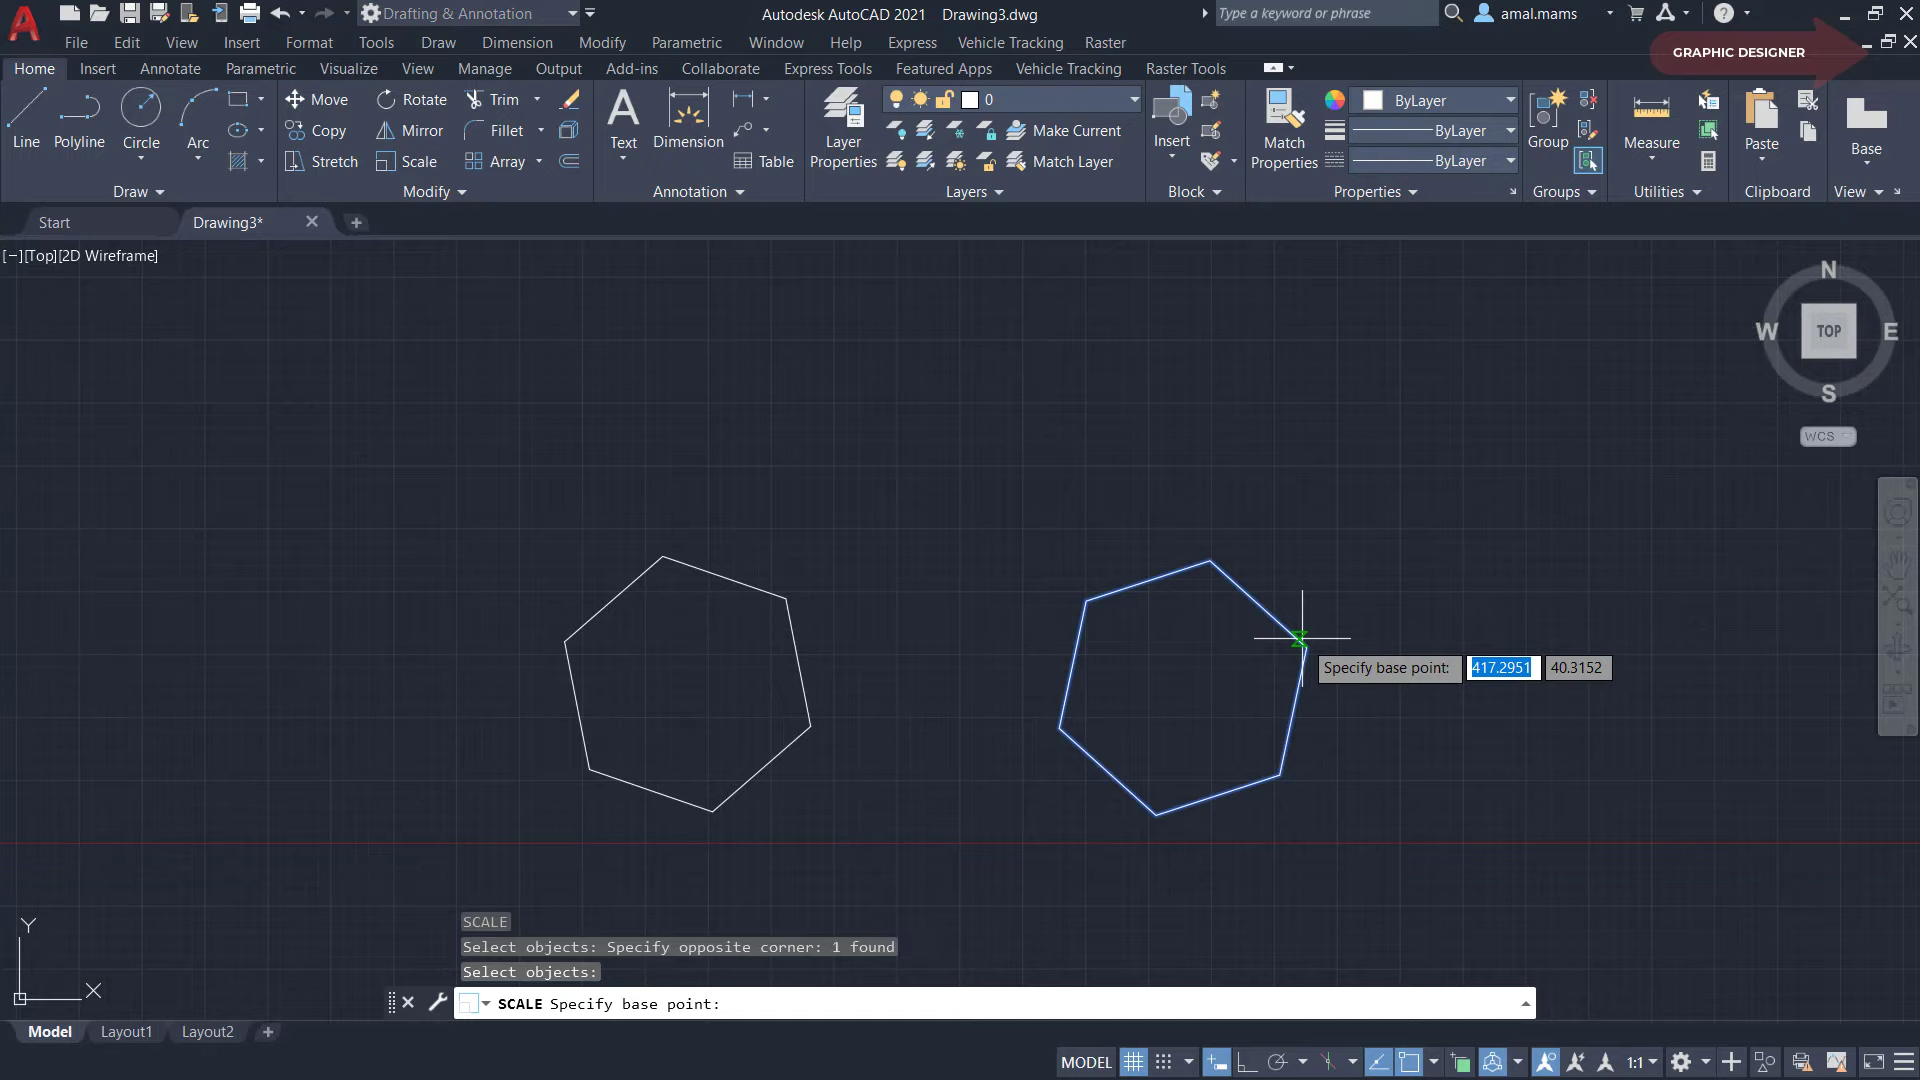 Drafting & Annotation
Autodesk AutoCAD 2021 Drawing3.dwg
Type a keyword or phrase
amal.mams
File Edit View Insert Format Tools Draw Dimension Modify Parametric Window Help Express Vehicle Tracking Raster
GRAPHIC DESIGNER
Home Insert Annotate Parametric Visualize View Manage Output Add-ins Collaborate Express Tools Featured Apps Vehicle Tracking Raster Tools
Line Polyline Circle Arc
Move Rotate Trim
Copy Mirror Fillet
Stretch Scale Array
Text Dimension Table
Layer Properties
0
Make Current
Match Layer
Insert
Match Properties
ByLayer
ByLayer
ByLayer
Group
Measure
Paste
Base
Draw Modify Annotation Layers Block Properties Groups Utilities Clipboard View
Start Drawing3*
[−][Top][2D Wireframe]
N
W TOP E
S
WCS
Specify base point: 417.2951 40.3152
SCALE
Select objects: Specify opposite corner: 1 found
Select objects:
SCALE Specify base point:
Y
X
Model Layout1 Layout2
MODEL 1:1